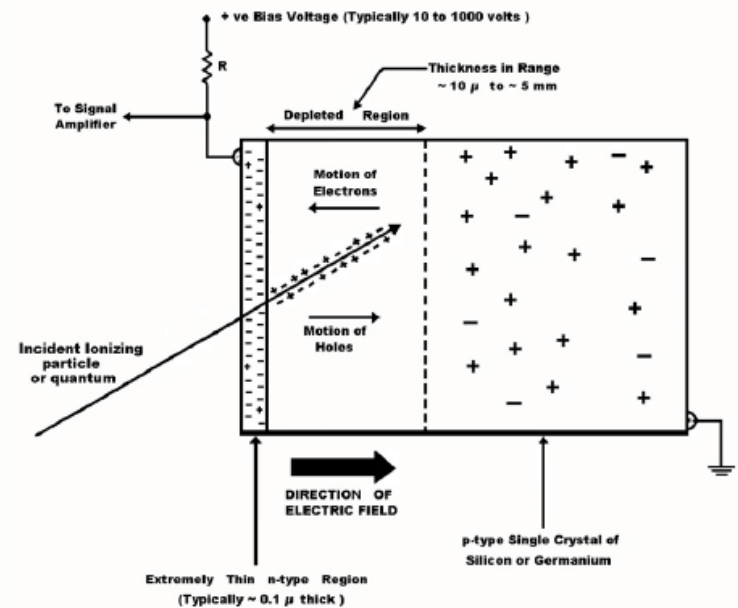 + ve Bias Voltage (Typically 10 to 1000 volts )
R
Thickness in Range
~ 10 μ to ~ 5 mm
To Signal
Amplifier
Depleted Region
Motion of
Electrons
Motion of
Holes
Incident Ionizing
particle
or quantum
DIRECTION OF
ELECTRIC FIELD
p-type Single Crystal of
Silicon or Germanium
Extremely Thin n-type Region
(Typically ~ 0.1 μ thick )